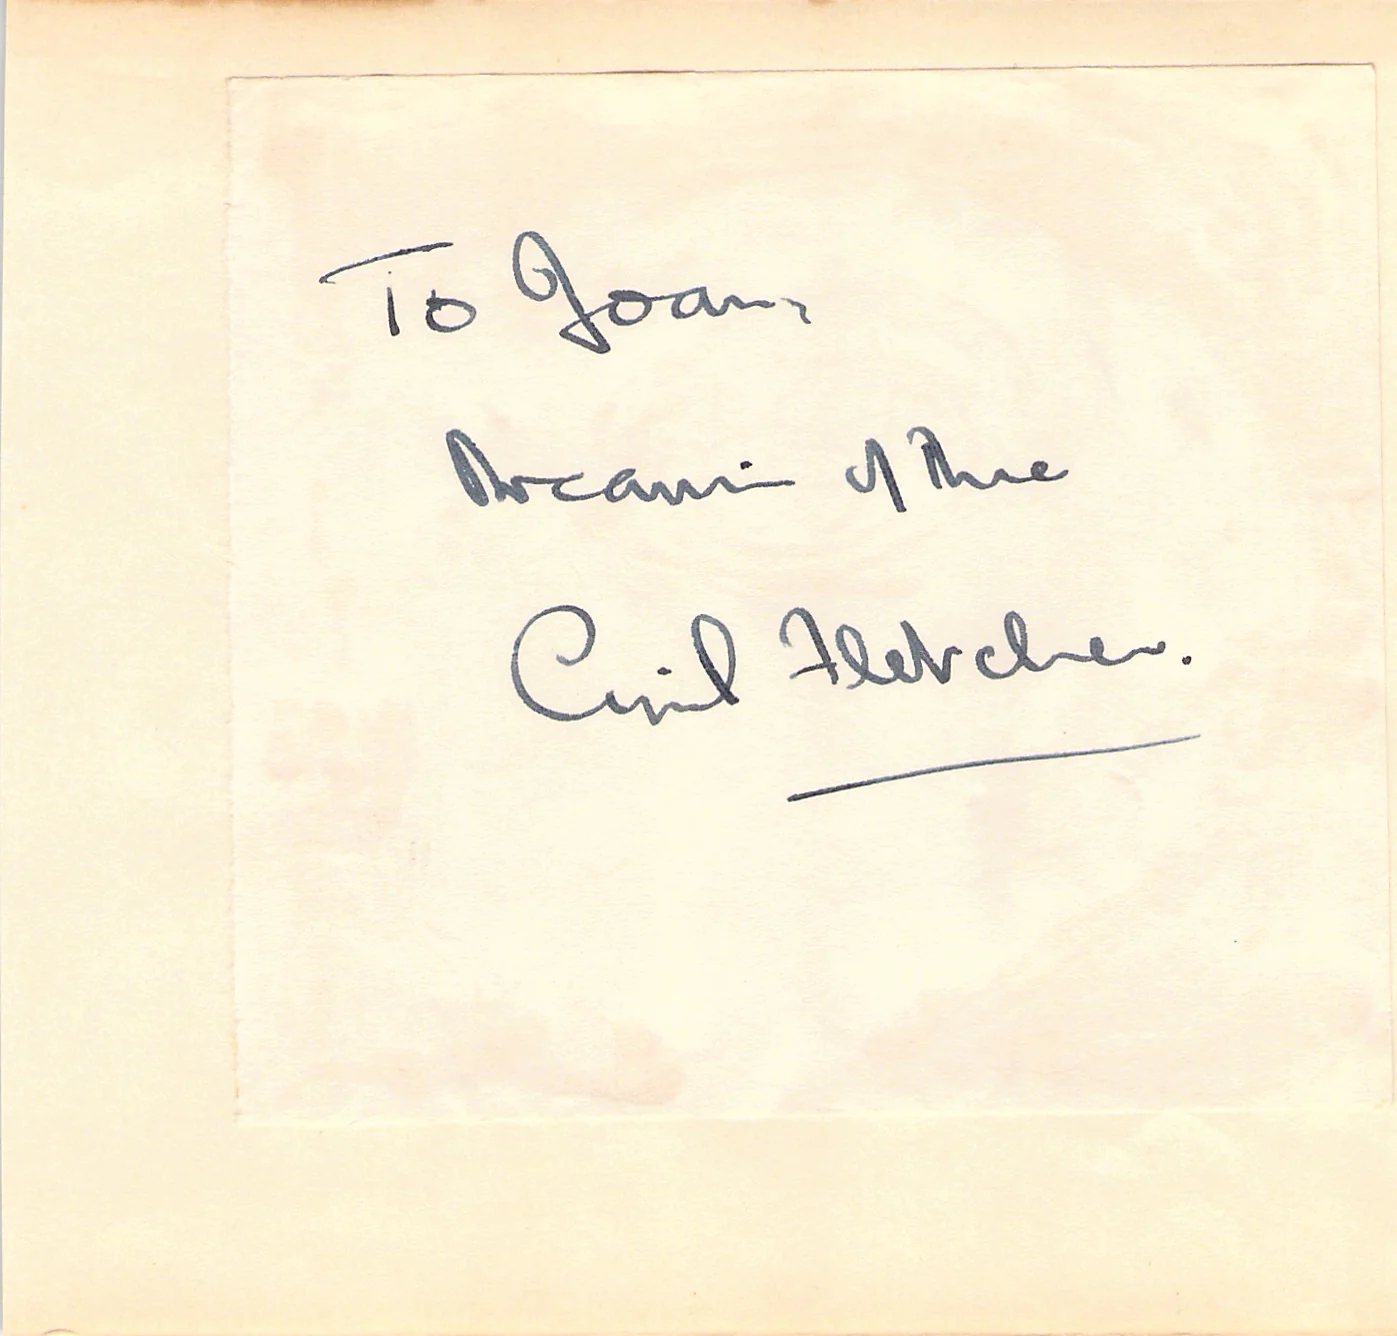 To Joan,
Dreamin of Thee
Cyril Fletcher.